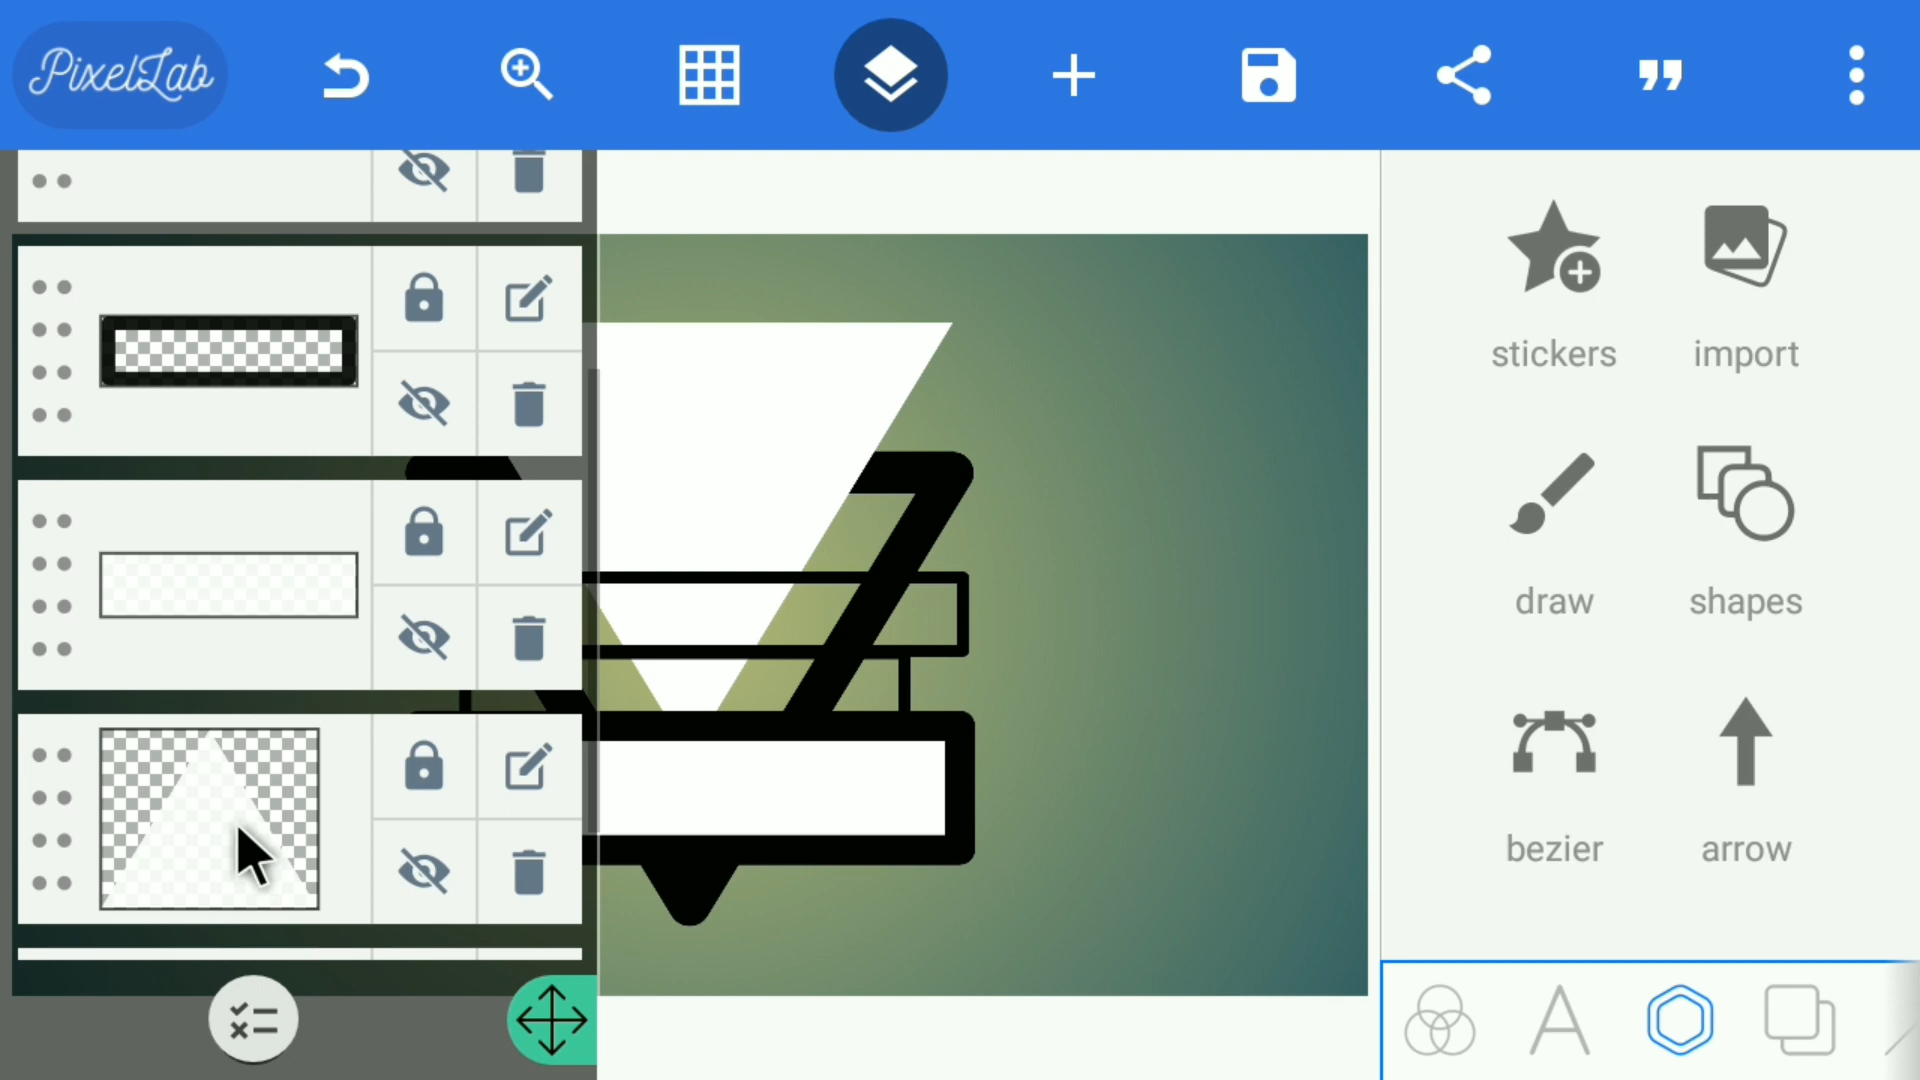 PixelLab
stickers
import
draw
shapes
bezier
arrow